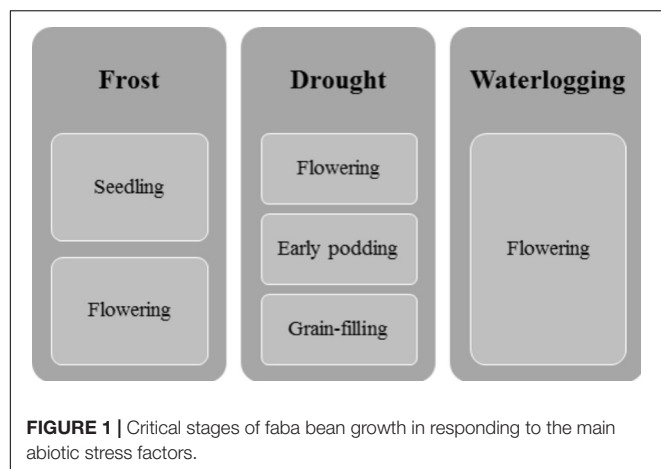 Frost
Seedling
Flowering
Drought
Flowering
Early podding
Grain-filling
Waterlogging
Flowering
FIGURE 1 | Critical stages of faba bean growth in responding to the main
abiotic stress factors.